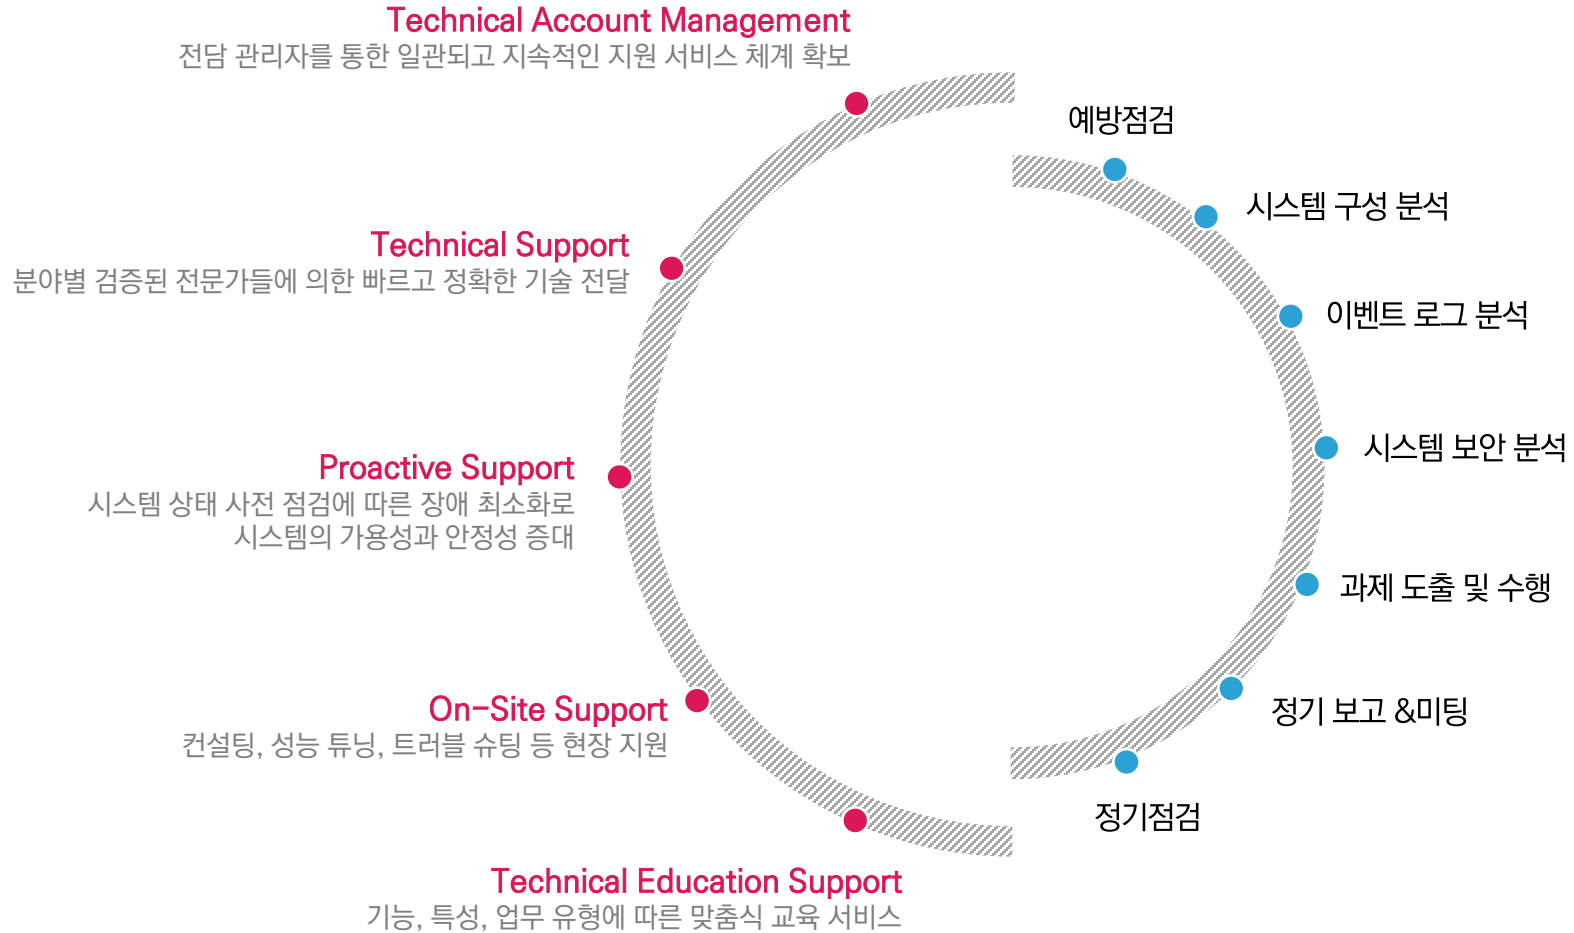 Technical Account Management
전담 관리자를 통한 일관되고 지속적인 지원 서비스 체계 확보
Technical Support
분야별 검증된 전문가들에 의한 빠르고 정확한 기술 전달
Proactive Support
시스템 상태 사전 점검에 따른 장애 최소화로
시스템의 가용성과 안정성 증대
On-Site Support
컨설팅, 성능 튜닝, 트러블 슈팅 등 현장 지원
Technical Education Support
기능, 특성, 업무 유형에 따른 맞춤식 교육 서비스
예방점검
시스템 구성 분석
이벤트 로그 분석
시스템 보안 분석
과제 도출 및 수행
정기 보고 &미팅
정기점검